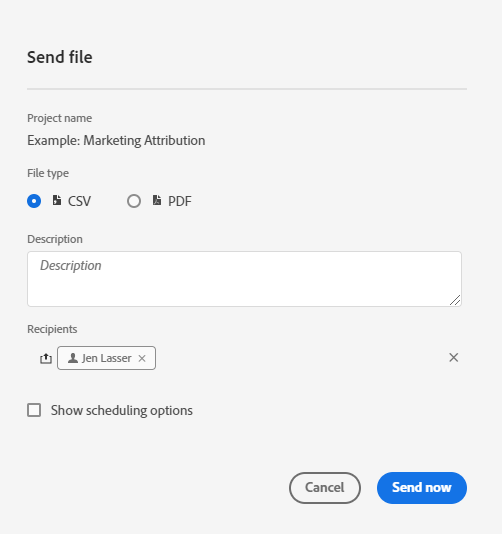 Send file
Project name
Example: Marketing Attribution
File type
CSV PDF
Description
Description
Recipients
Jen Lasser
Show scheduling options
Cancel Send now